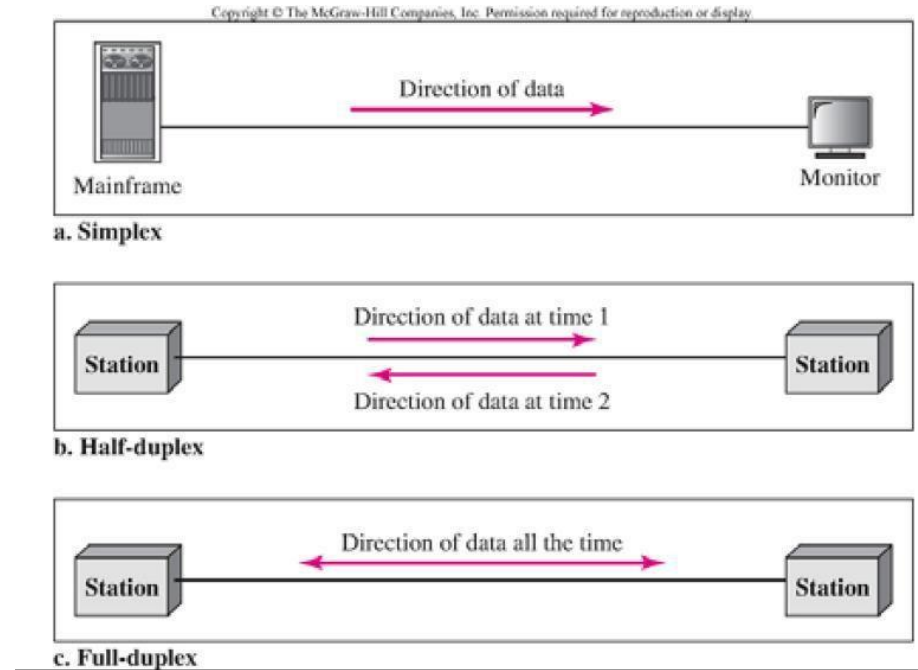 Copyright © The McGraw-Hill Companies, Inc. Permission required for reproduction or display.
Direction of data
Mainframe
Monitor
a. Simplex
Direction of data at time 1
Station
Station
Direction of data at time 2
b. Half-duplex
Direction of data all the time
Station
Station
c. Full-duplex